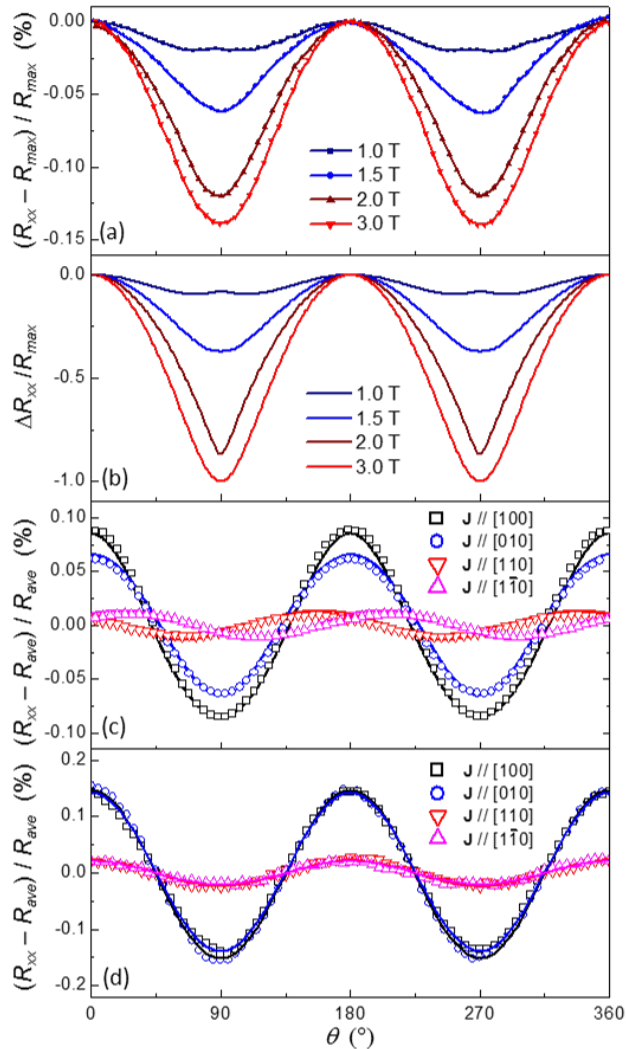 0.00
-0.05
-0.10
-0.15
(Rxx – Rmax) / Rmax (%)
1.0 T
1.5 T
2.0 T
3.0 T
(a)
0.0
-0.5
-1.0
ΔRxx/Rmax
1.0 T
1.5 T
2.0 T
3.0 T
(b)
0.10
0.05
0.00
-0.05
-0.10
(Rxx – Rave) / Rave (%)
J // [100]
J // [010]
J // [110]
J // [11̄0]
(c)
0.2
0.1
0.0
-0.1
-0.2
(Rxx – Rave) / Rave (%)
J // [100]
J // [010]
J // [110]
J // [11̄0]
(d)
0 90 180 270 360
θ (°)